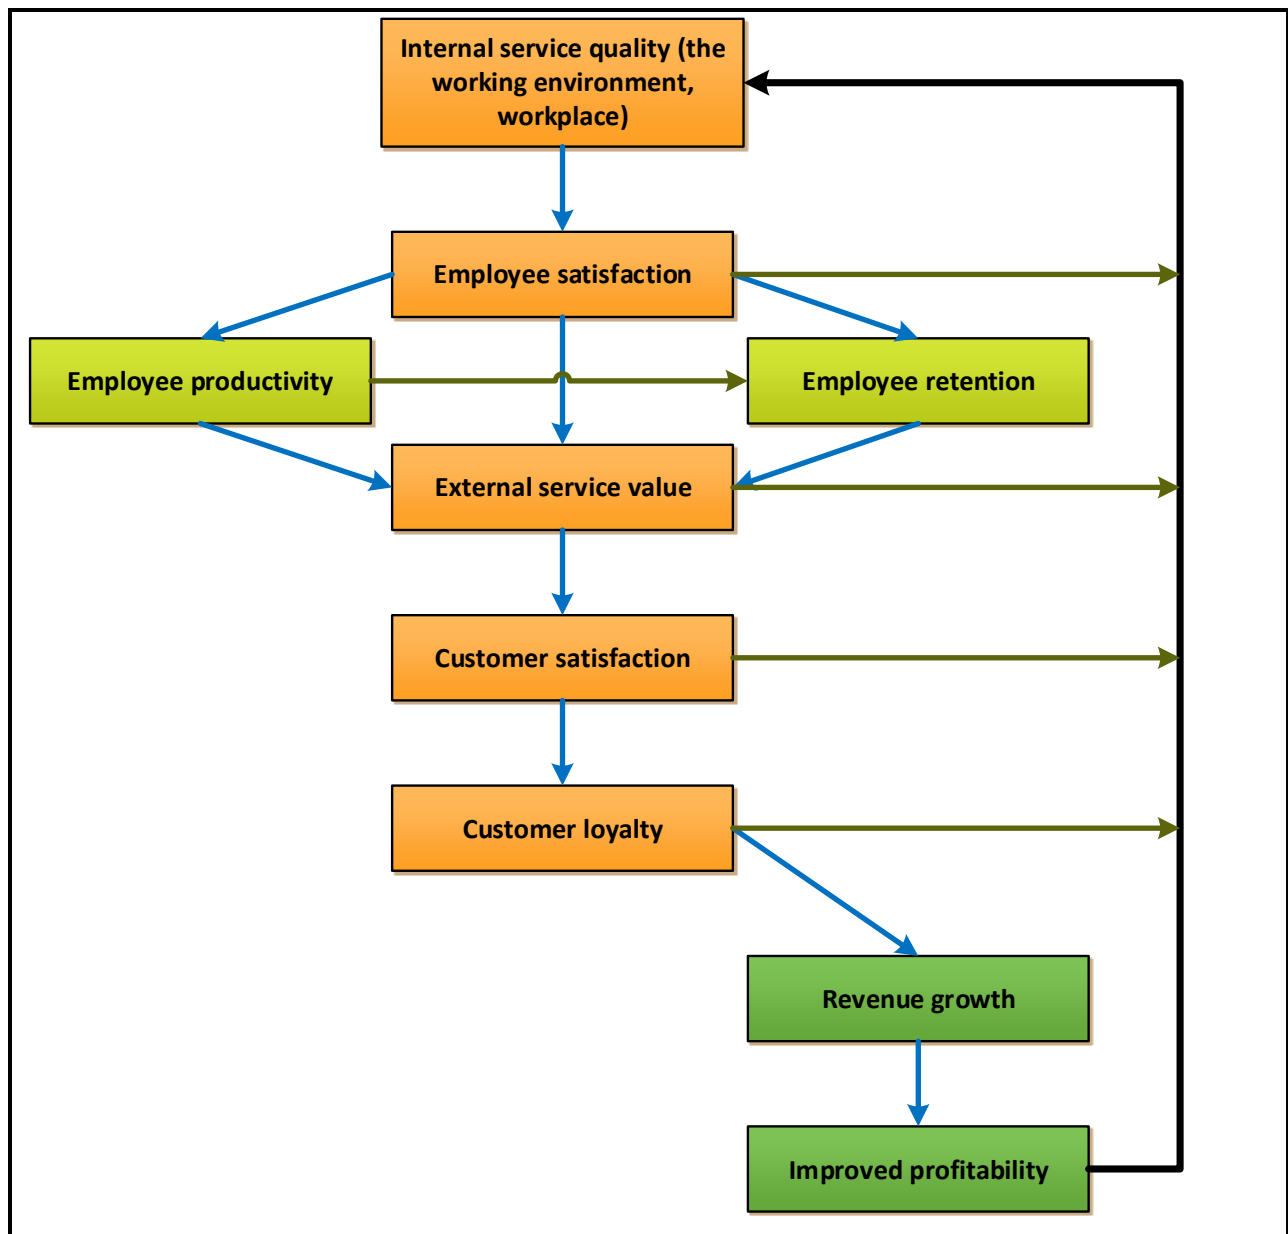 Internal service quality (the
working environment,
workplace)
Employee satisfaction
Employee productivity
Employee retention
External service value
Customer satisfaction
Customer loyalty
Revenue growth
Improved profitability